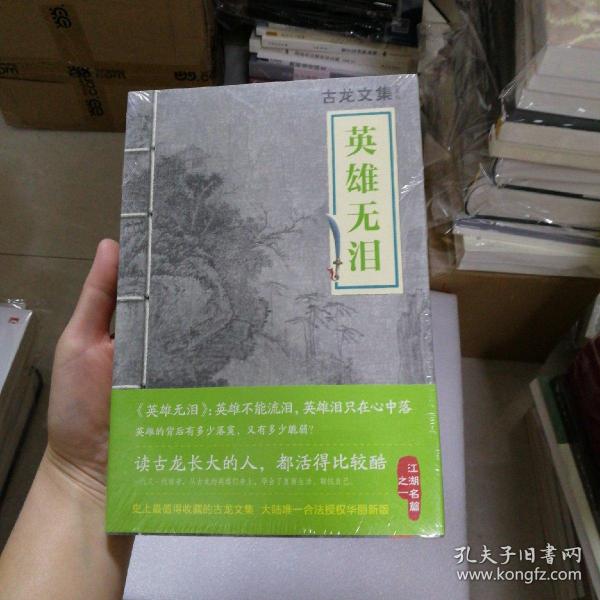 古龙文集
英雄无泪
《英雄无泪》：英雄不能流泪，英雄泪只在心中落
英雄的背后有多少落寞、又有多少脆弱？
读古龙长大的人，都活得比较酷
江湖名篇
之一
史上最值得收藏的古龙文集 大陆唯一合法授权华丽新版
孔夫子旧书网
www.kongfz.com